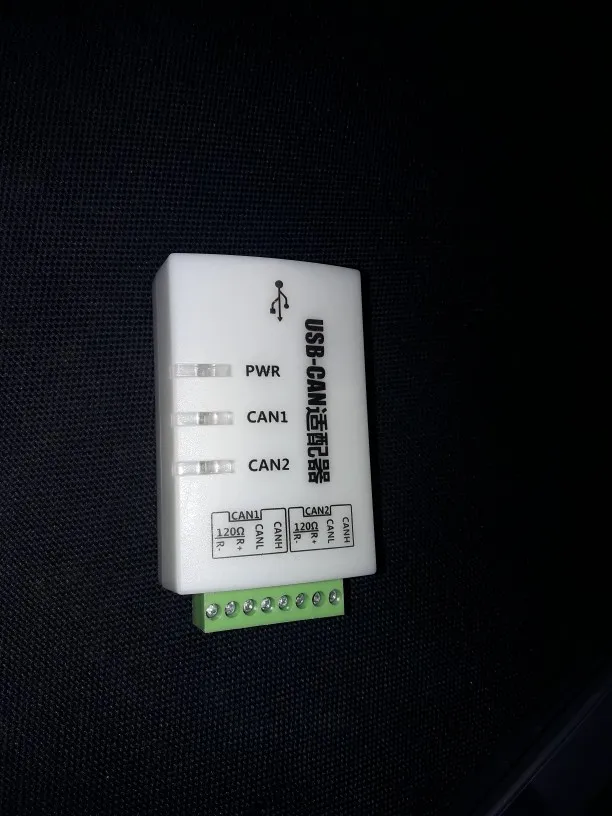 USB-CAN适配器
PWR
CAN1
CAN2
CAN1
120Ω
R-
R+
CANL
CANH
CAN2
120Ω
R-
R+
CANL
CANH